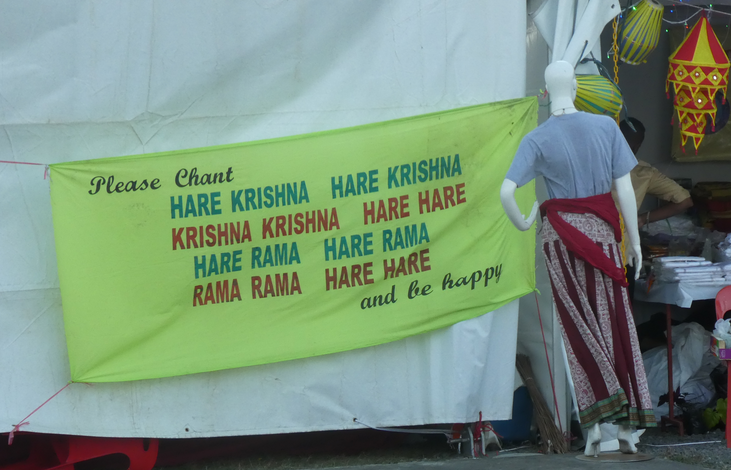 Please Chant
HARE KRISHNA HARE KRISHNA
KRISHNA KRISHNA HARE HARE
HARE RAMA HARE RAMA
RAMA RAMA HARE HARE
and be happy